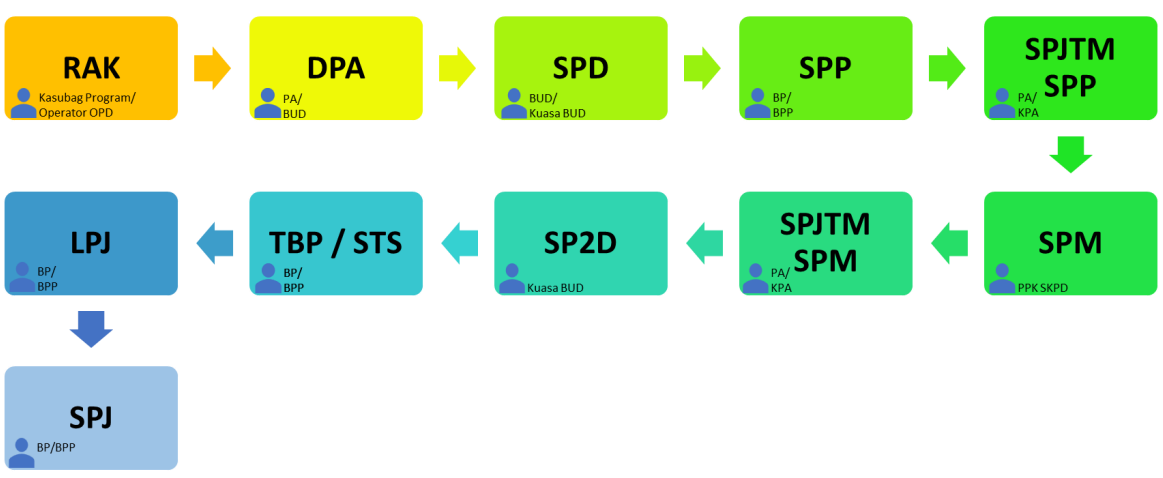 RAK
Kasubag Program/
Operator OPD
DPA
PA/
BUD
SPD
BUD/
Kuasa BUD
SPP
BP/
BPP
SPJTM
SPP
PA/
KPA
SPM
PPK SKPD
SPJTM
SPM
PA/
KPA
SP2D
Kuasa BUD
TBP / STS
BP/
BPP
LPJ
BP/
BPP
SPJ
BP/BPP